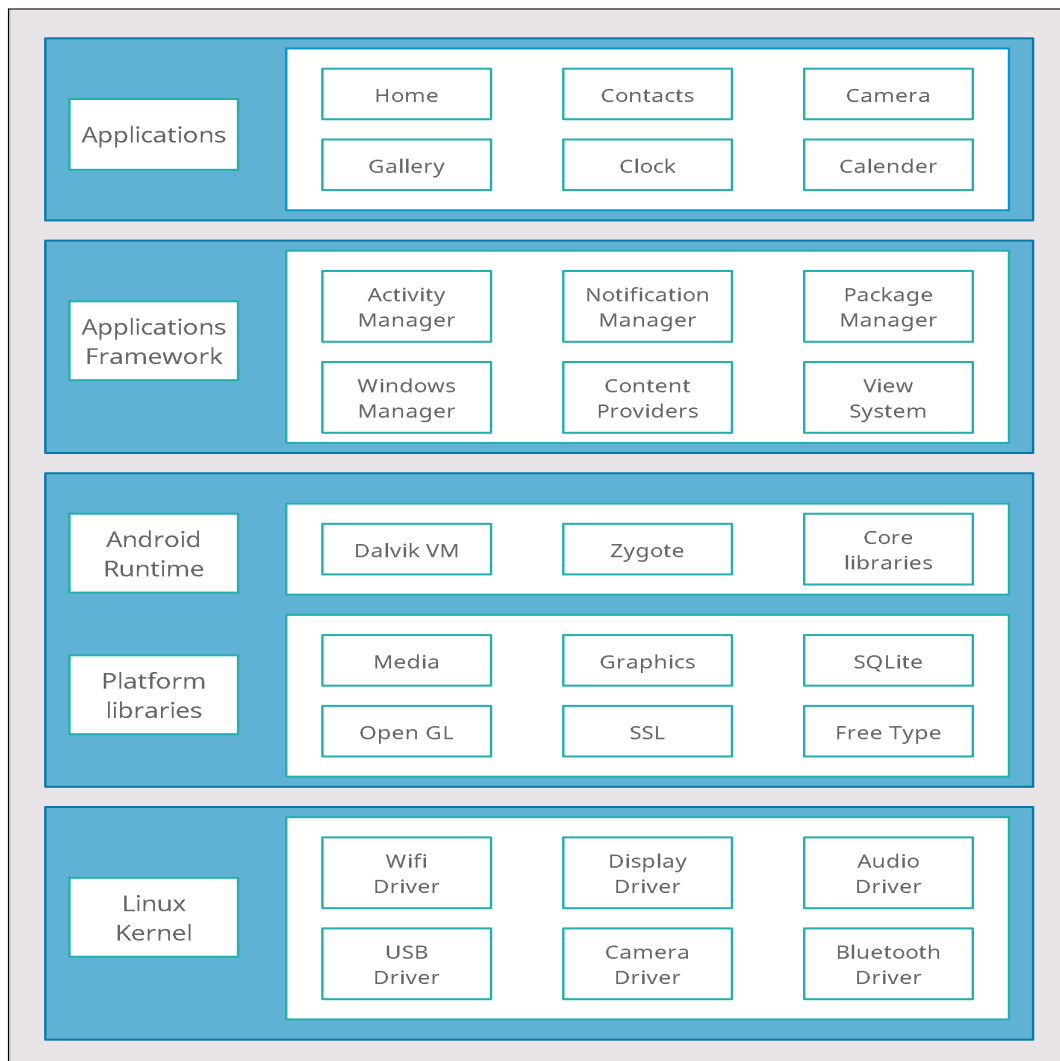 Applications
Home
Contacts
Camera
Gallery
Clock
Calender
Applications
Framework
Activity
Manager
Notification
Manager
Package
Manager
Windows
Manager
Content
Providers
View
System
Android
Runtime
Dalvik VM
Zygote
Core
libraries
Platform
libraries
Media
Graphics
SQLite
Open GL
SSL
Free Type
Linux
Kernel
Wifi
Driver
Display
Driver
Audio
Driver
USB
Driver
Camera
Driver
Bluetooth
Driver